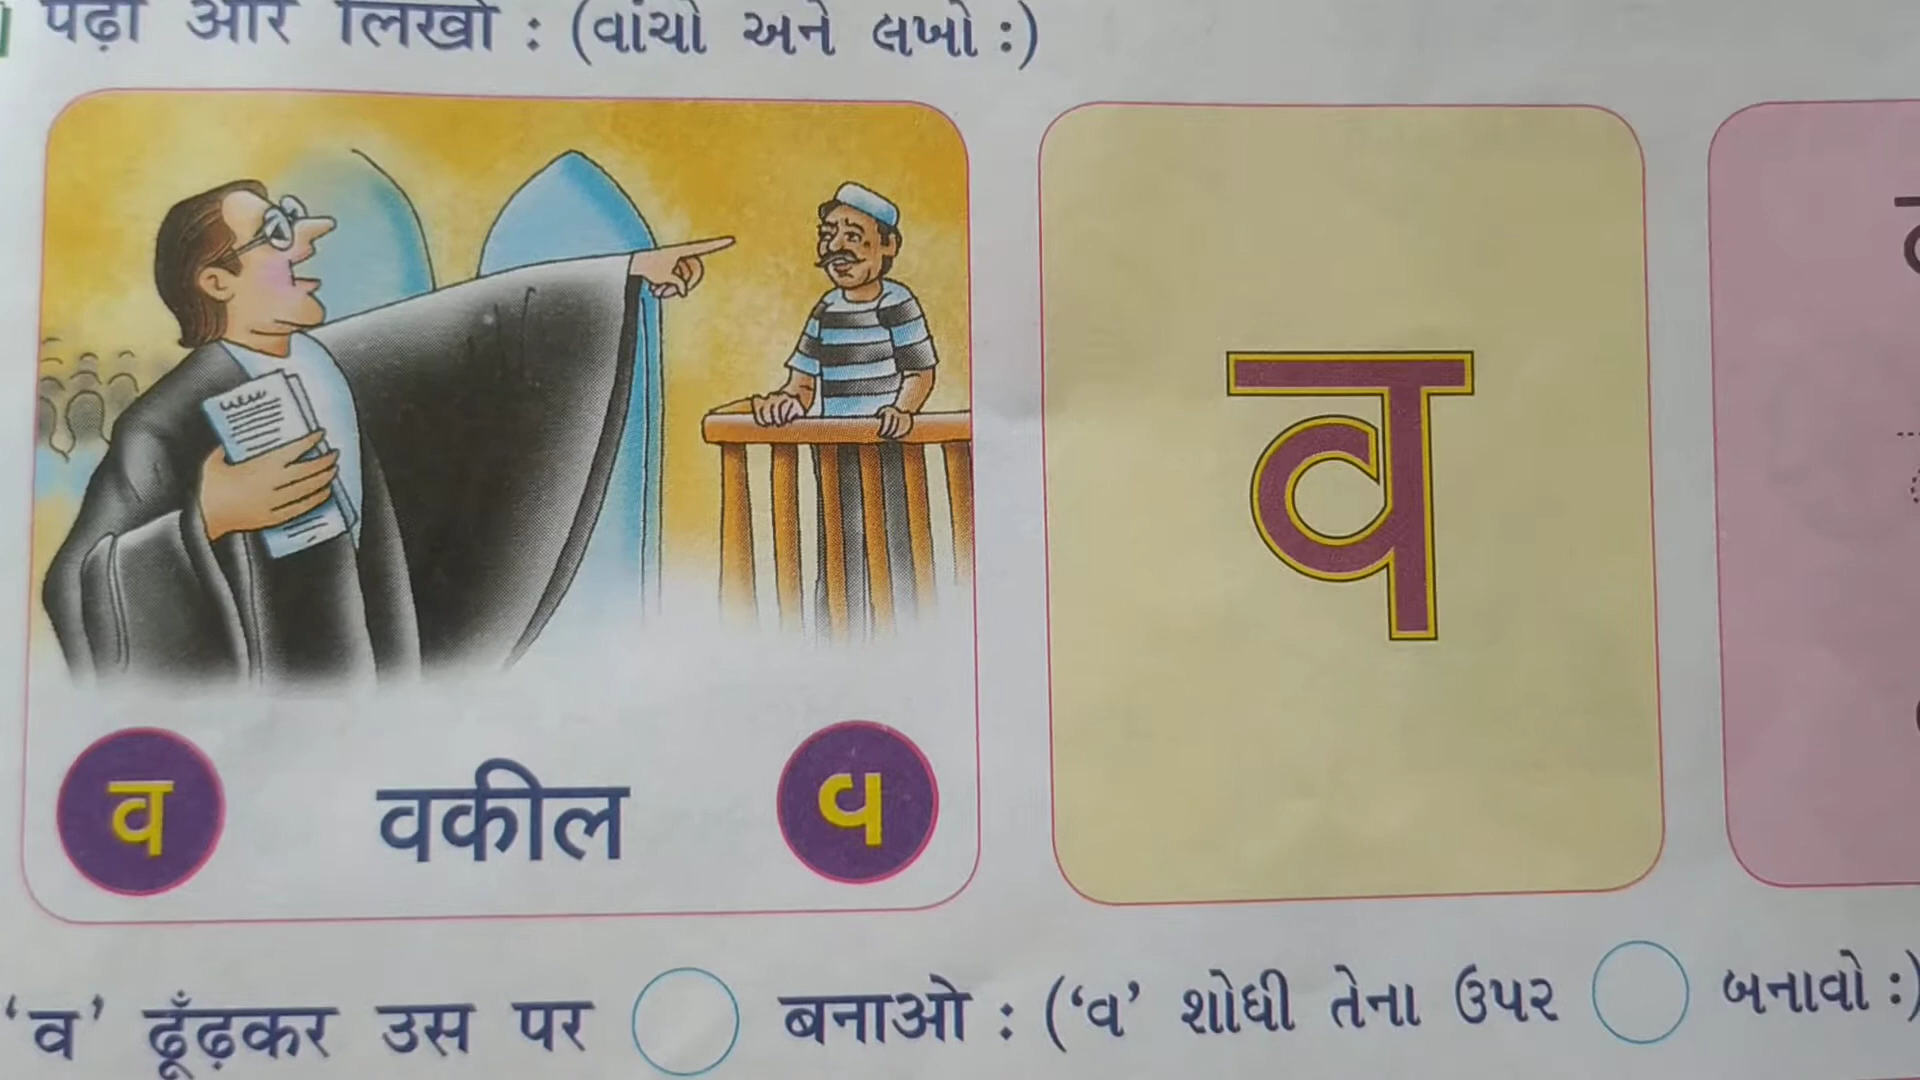 पढ़ो और लिखो : (વાંચો અને લખો :)
व
व वकील વ
'व' ढूँढ़कर उस पर बनाओ : ('વ' શોધી તેના ઉપર બનાવો :)